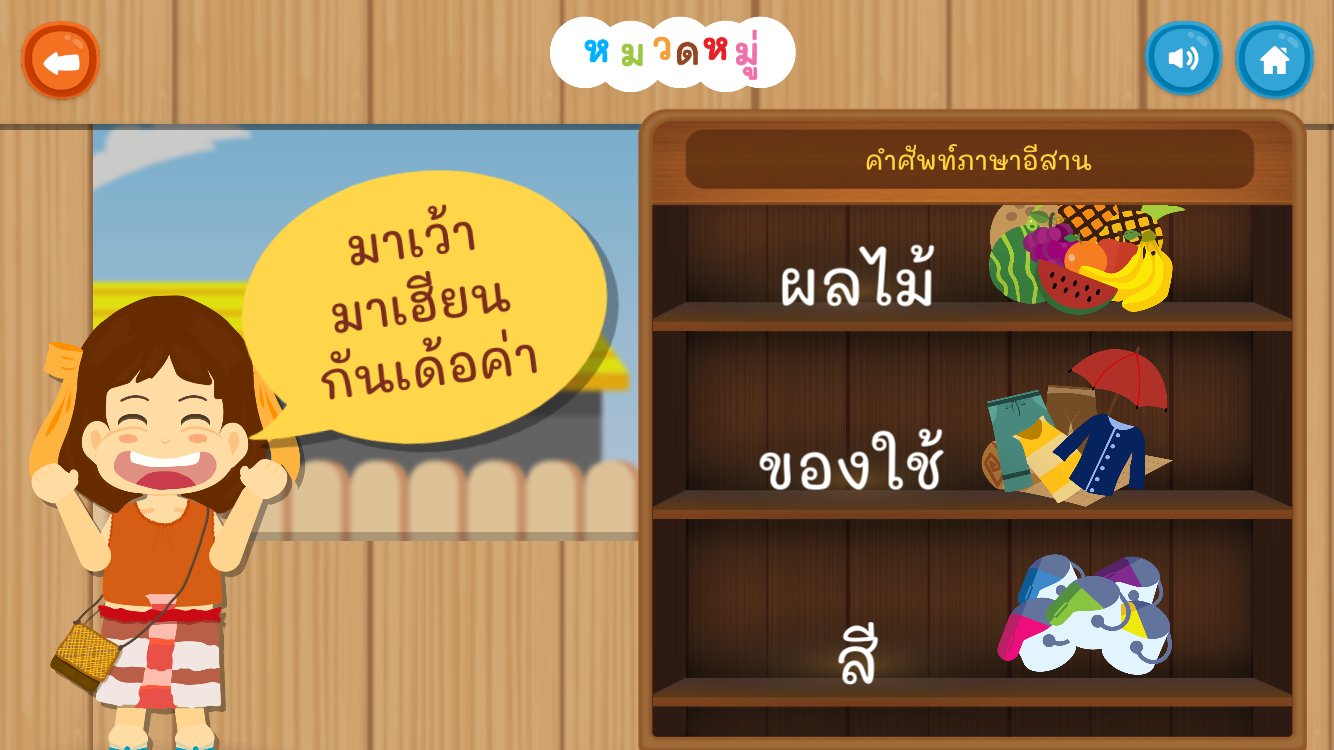 หมวดหมู่
มาเว้า
มาเฮียน
กันเด้อค่า
คำศัพท์ภาษาอีสาน
ผลไม้
ของใช้
สี